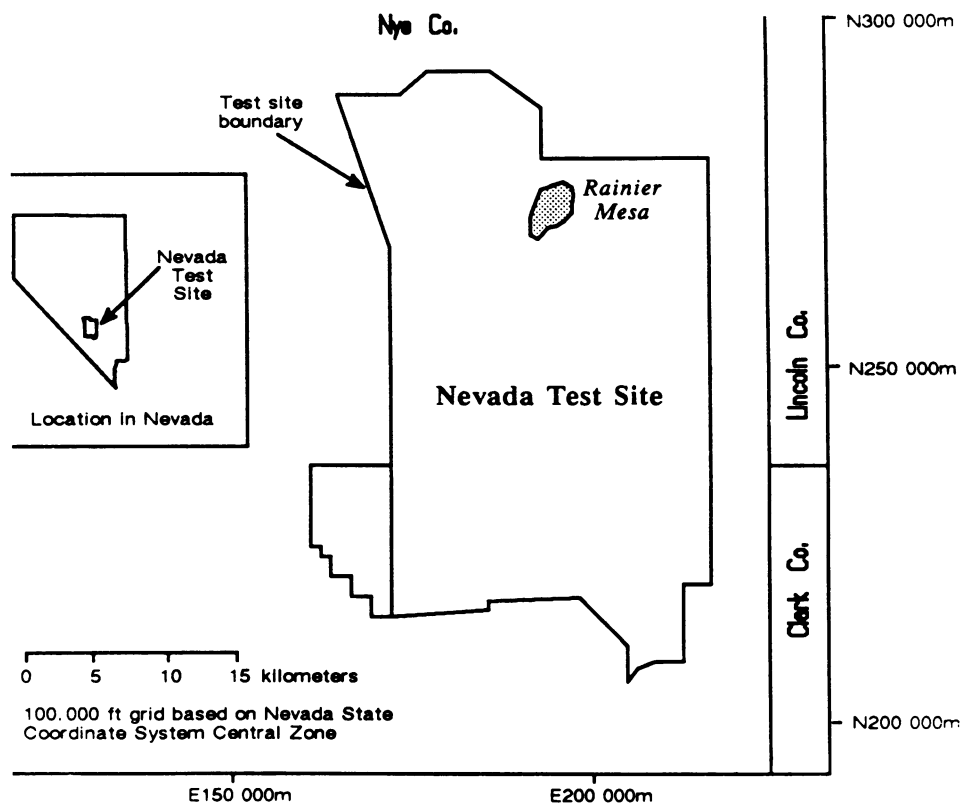 Nye Co.
N300 000m
Test site
boundary
Rainier
Mesa
Nevada
Test
Site
Location in Nevada
Nevada Test Site
Lincoln Co.
N250 000m
Clark Co.
0 5 10 15 kilometers
100.000 ft grid based on Nevada State
Coordinate System Central Zone
N200 000m
E150 000m
E200 000m